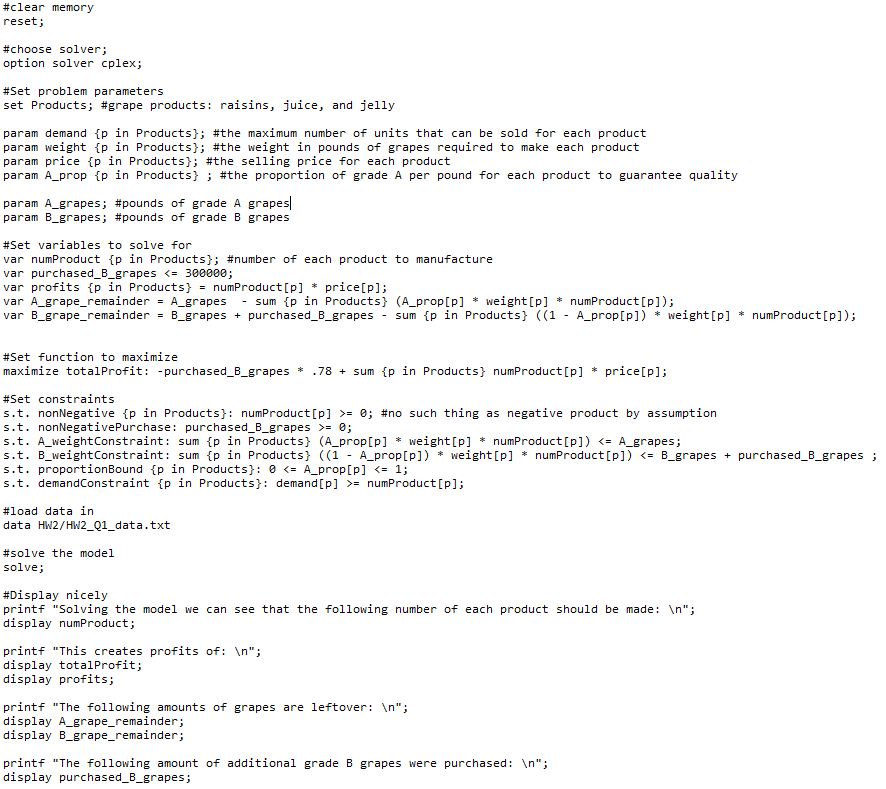 #clear memory
reset;

#choose solver;
option solver cplex;

#Set problem parameters
set Products; #grape products: raisins, juice, and jelly

param demand {p in Products}; #the maximum number of units that can be sold for each product
param weight {p in Products}; #the weight in pounds of grapes required to make each product
param price {p in Products}; #the selling price for each product
param A_prop {p in Products} ; #the proportion of grade A per pound for each product to guarantee quality

param A_grapes; #pounds of grade A grapes
param B_grapes; #pounds of grade B grapes

#Set variables to solve for
var numProduct {p in Products}; #number of each product to manufacture
var purchased_B_grapes <= 300000;
var profits {p in Products} = numProduct[p] * price[p];
var A_grape_remainder = A_grapes  - sum {p in Products} (A_prop[p] * weight[p] * numProduct[p]);
var B_grape_remainder = B_grapes + purchased_B_grapes - sum {p in Products} ((1 - A_prop[p]) * weight[p] * numProduct[p]);


#Set function to maximize
maximize totalProfit: -purchased_B_grapes * .78 + sum {p in Products} numProduct[p] * price[p];

#Set constraints
s.t. nonNegative {p in Products}: numProduct[p] >= 0; #no such thing as negative product by assumption
s.t. nonNegativePurchase: purchased_B_grapes >= 0;
s.t. A_weightConstraint: sum {p in Products} (A_prop[p] * weight[p] * numProduct[p]) <= A_grapes;
s.t. B_weightConstraint: sum {p in Products} ((1 - A_prop[p]) * weight[p] * numProduct[p]) <= B_grapes + purchased_B_grapes ;
s.t. proportionBound {p in Products}: 0 <= A_prop[p] <= 1;
s.t. demandConstraint {p in Products}: demand[p] >= numProduct[p];

#load data in
data HW2/HW2_Q1_data.txt

#solve the model
solve;

#Display nicely
printf "Solving the model we can see that the following number of each product should be made: \n";
display numProduct;

printf "This creates profits of: \n";
display totalProfit;
display profits;

printf "The following amounts of grapes are leftover: \n";
display A_grape_remainder;
display B_grape_remainder;

printf "The following amount of additional grade B grapes were purchased: \n";
display purchased_B_grapes;